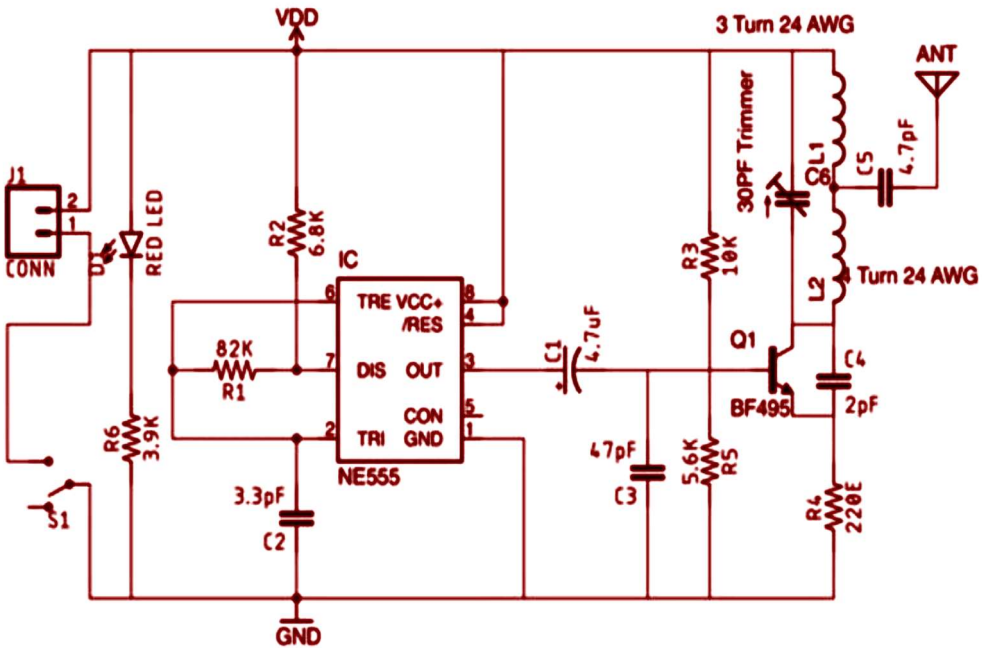 VDD
3 Turn 24 AWG
ANT
J1
2
1
CONN
D1
RED LED
R2
6.8K
IC
6
TRE
VCC+
8
/RES
4
82K
R1
7
DIS
OUT
3
CON
5
2
TRI
GND
1
NE555
C1
4.7uF
+
R3
10K
30PF Trimmer
C6
L1
C5
4.7pF
L2
4 Turn 24 AWG
Q1
BF495
C4
2pF
R6
3.9K
3.3pF
C2
47pF
C3
5.6K
R5
R4
220E
S1
GND